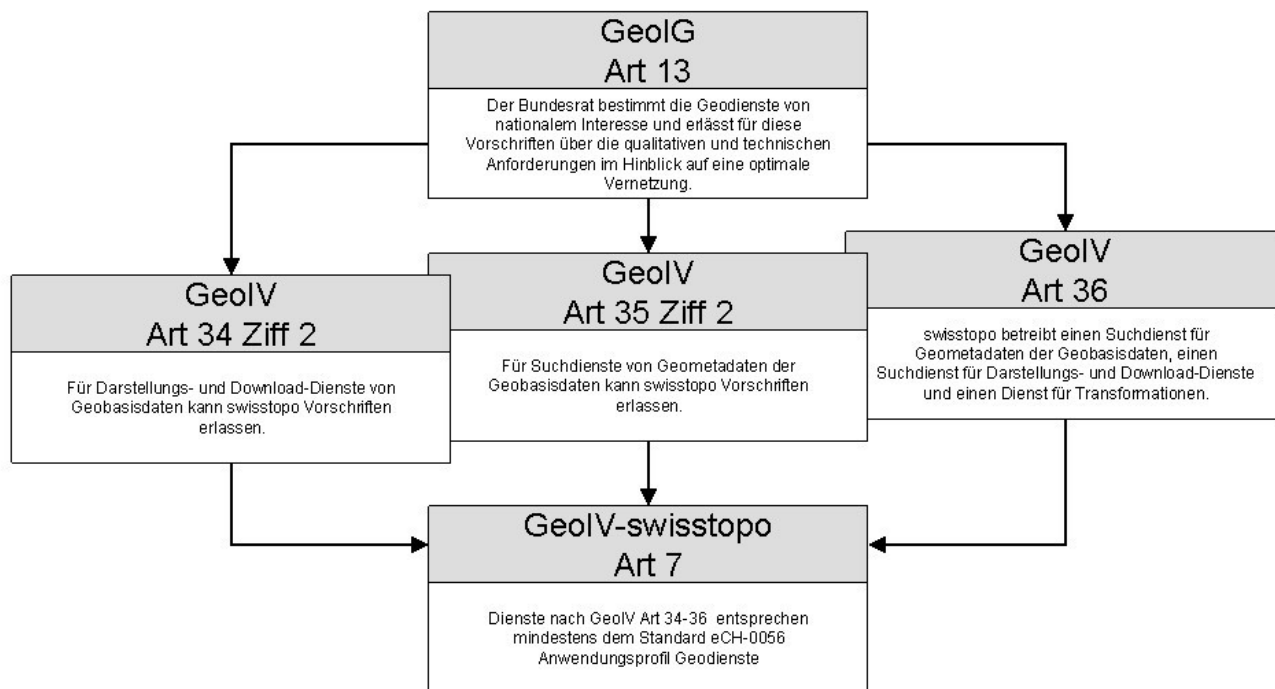 GeoIG
Art 13
Der Bundesrat bestimmt die Geodienste von
nationalem Interesse und erlässt für diese
Vorschriften über die qualitativen und technischen
Anforderungen im Hinblick auf eine optimale
Vernetzung.
GeoIV
Art 34 Ziff 2
Für Darstellungs- und Download-Dienste von
Geobasisdaten kann swisstopo Vorschriften
erlassen.
GeoIV
Art 35 Ziff 2
Für Suchdienste von Geometadaten der
Geobasisdaten kann swisstopo Vorschriften
erlassen.
GeoIV
Art 36
swisstopo betreibt einen Suchdienst für
Geometadaten der Geobasisdaten, einen
Suchdienst für Darstellungs- und Download-Dienste
und einen Dienst für Transformationen.
GeoIV-swisstopo
Art 7
Dienste nach GeoIV Art 34-36 entsprechen
mindestens dem Standard eCH-0056
Anwendungsprofil Geodienste